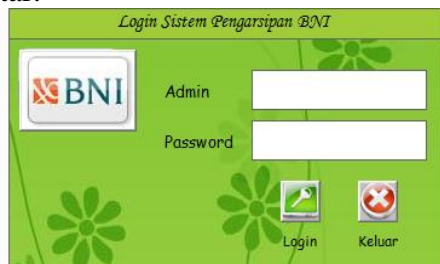 Login Sistem Pengarsipan BNI
BNI
Admin
Password
Login Keluar